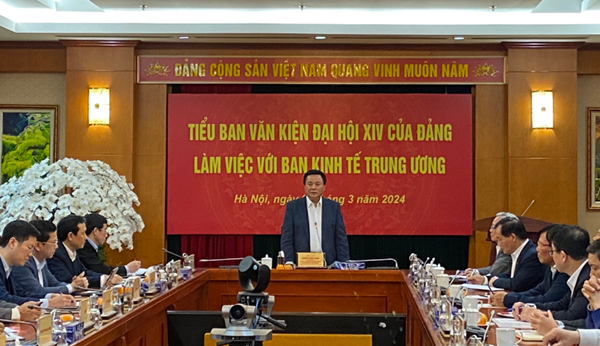 ĐẢNG CỘNG SẢN VIỆT NAM QUANG VINH MUÔN NĂM
TIỂU BAN VĂN KIỆN ĐẠI HỘI XIV CỦA ĐẢNG
LÀM VIỆC VỚI BAN KINH TẾ TRUNG ƯƠNG
Hà Nội, ngày 3 năm 2024